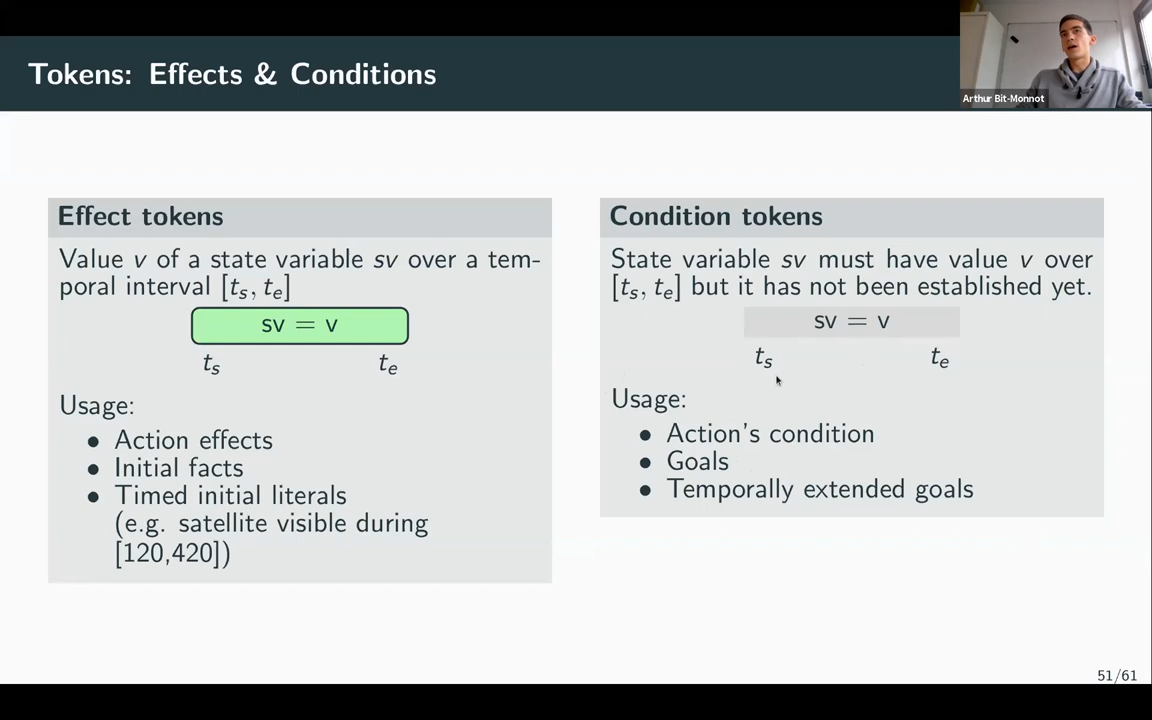 Tokens: Effects & Conditions
Arthur Bit-Monnot
Effect tokens
Value v of a state variable sv over a tem-
poral interval [tₛ, tₑ]
sv = v
tₛ tₑ
Usage:
• Action effects
• Initial facts
• Timed initial literals
(e.g. satellite visible during
[120,420])
Condition tokens
State variable sv must have value v over
[tₛ, tₑ] but it has not been established yet.
sv = v
tₛ tₑ
Usage:
• Action's condition
• Goals
• Temporally extended goals
51/61